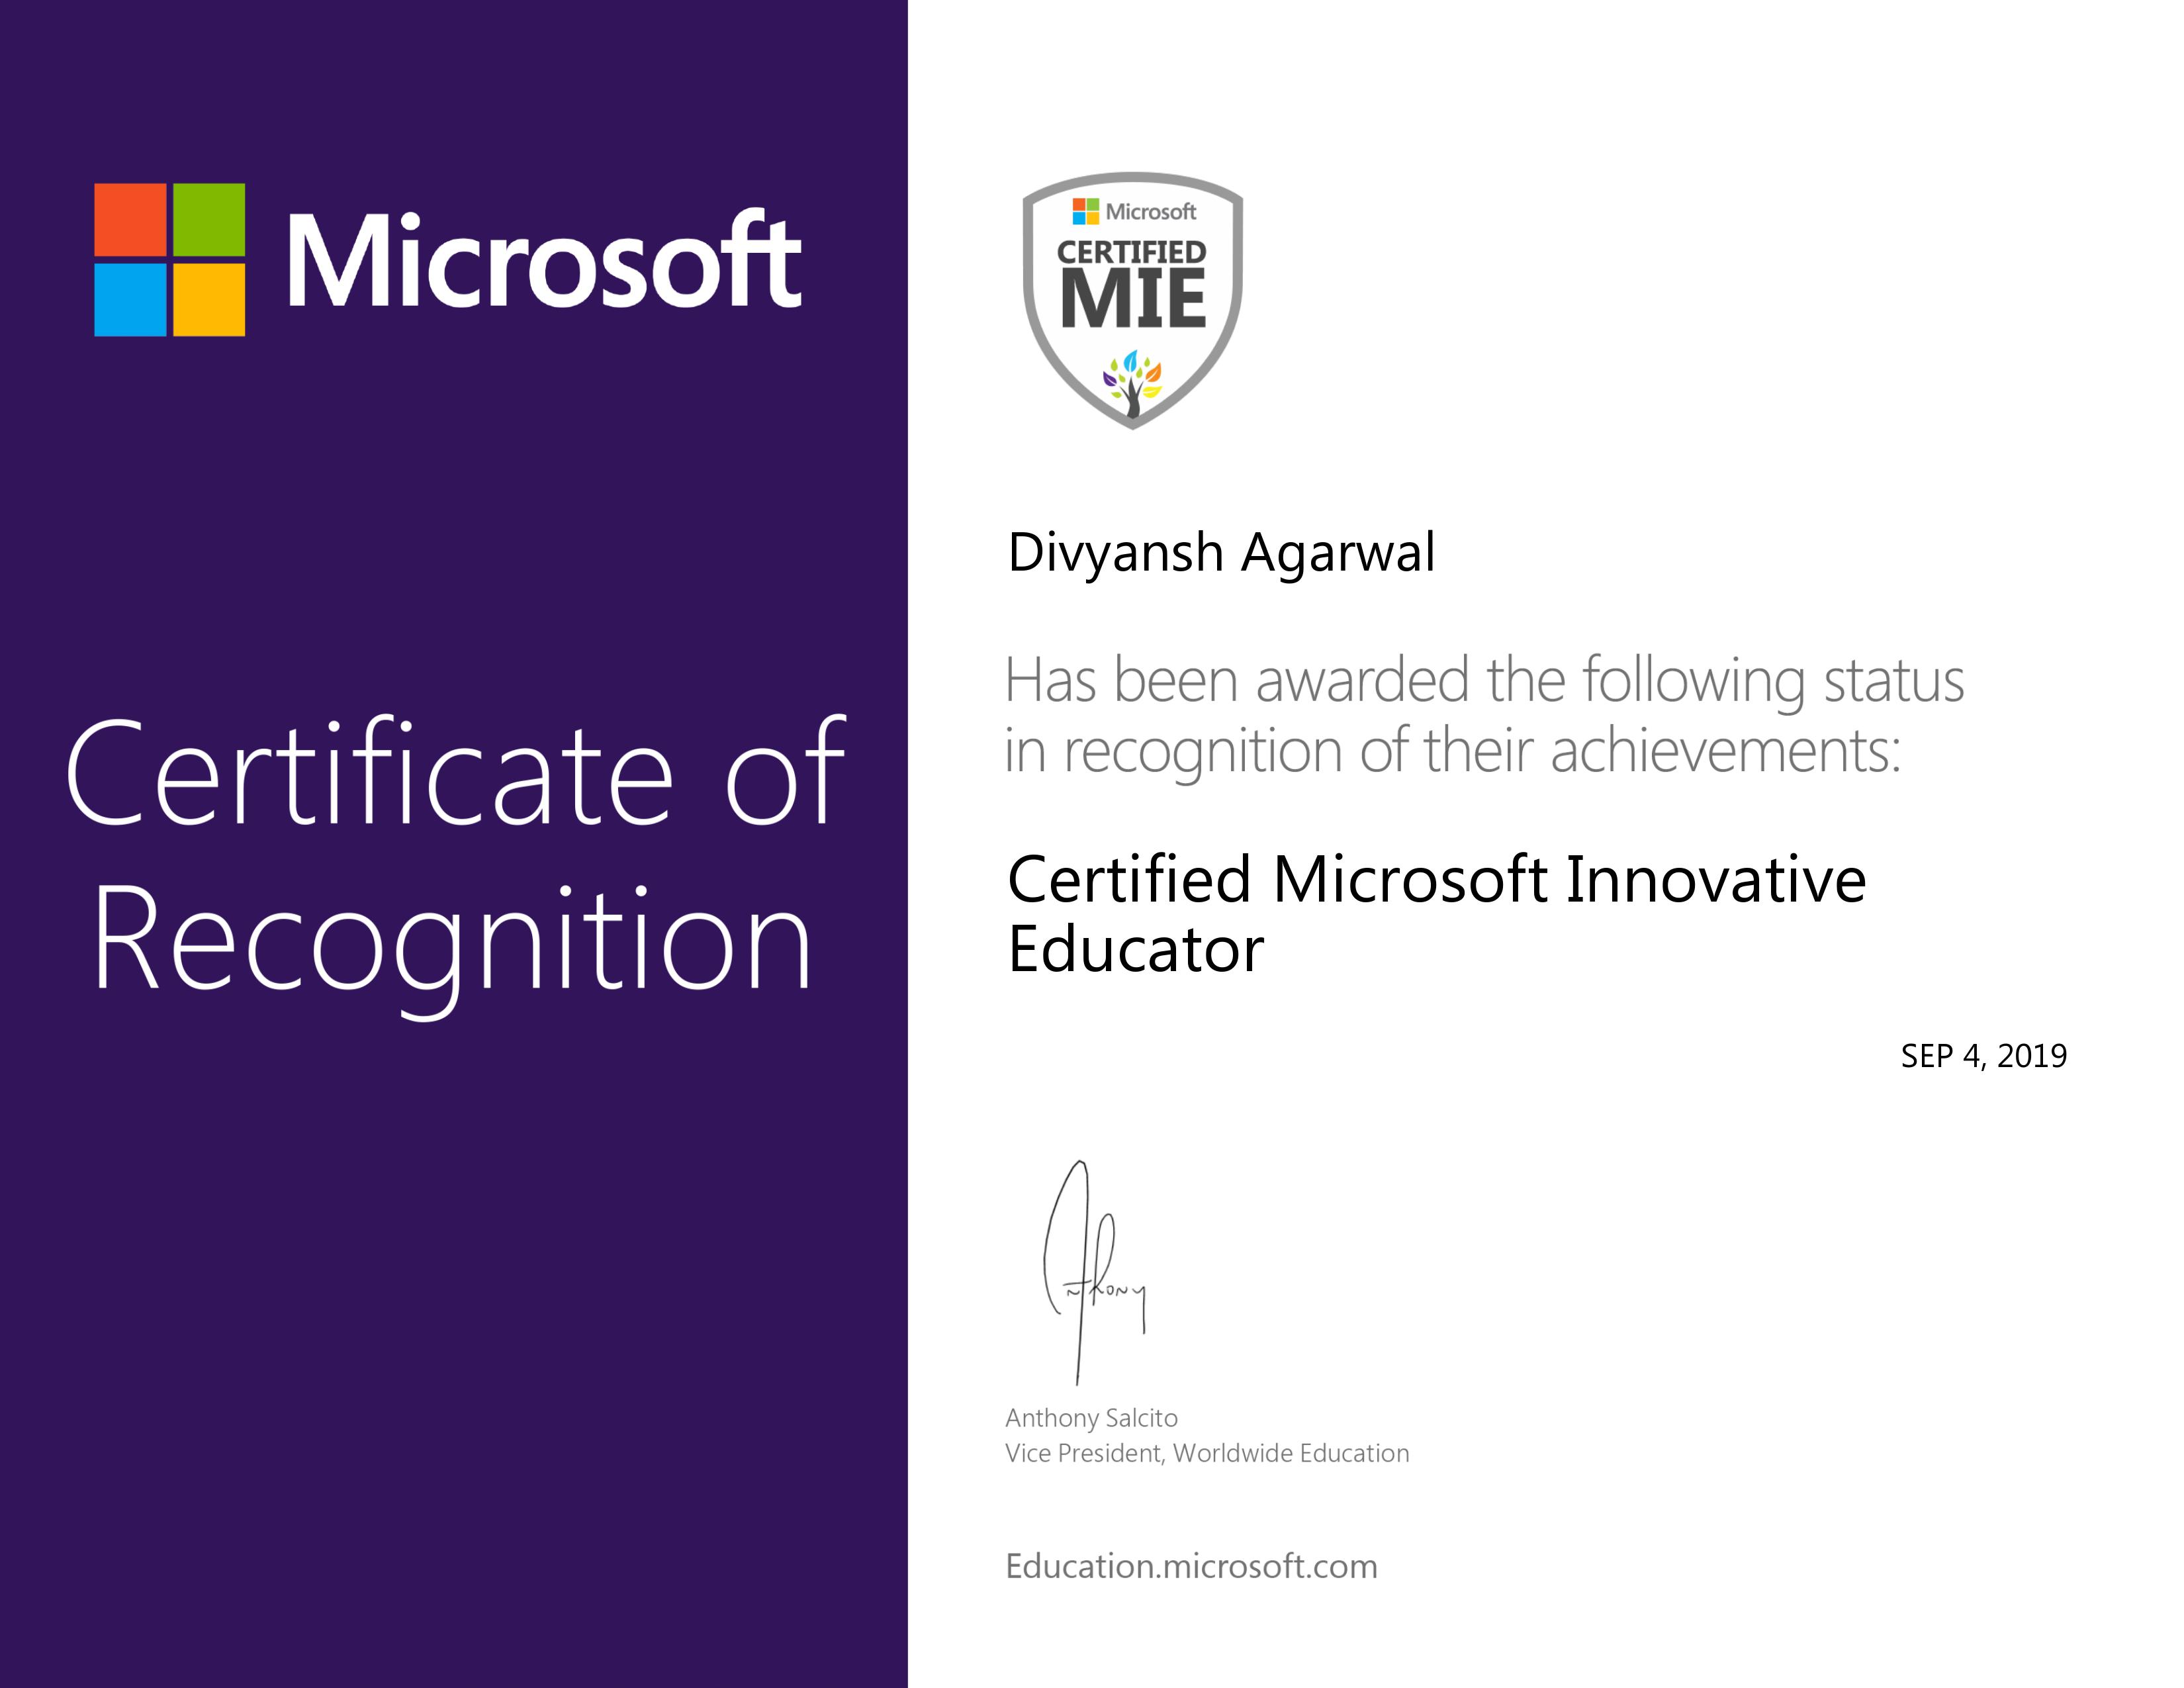 Microsoft
Certificate of
Recognition
Microsoft
CERTIFIED
MIE
Divyansh Agarwal
Has been awarded the following status
in recognition of their achievements:
Certified Microsoft Innovative
Educator
SEP 4, 2019
Anthony
Anthony Salcito
Vice President, Worldwide Education
Education.microsoft.com